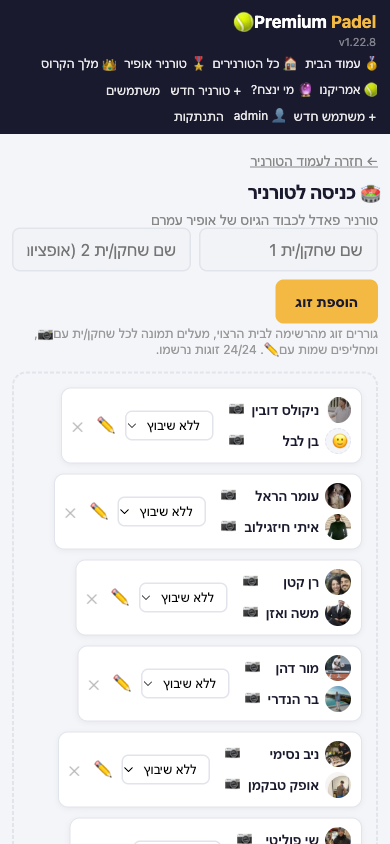 Premium Padel
v1.22.8
עמוד הבית כל הטורנירים טורניר אופיר מלך הקרוס
אמריקנו מי ינצח? + טורניר חדש משתמשים
+ משתמש חדש admin התנתקות
← חזרה לעמוד הטורניר
כניסה לטורניר
טורניר פאדל לכבוד הגיוס של אופיר עמרם
שם שחקן/ית 1
שם שחקן/ית 2 (אופציו
הוספת זוג
גוררים זוג מהרשימה לבית הרצוי, מעלים תמונה לכל שחקן/ית עם,
ומחליפים שמות עם. 24/24 זוגות נרשמו.
ניקולס דובין
בן לבל
ללא שיבוץ
עומר הראל
איתי חיזגילוב
ללא שיבוץ
רן קטן
משה ואזן
ללא שיבוץ
מור דהן
בר הנדרי
ללא שיבוץ
ניב נסימי
אופק טבקמן
ללא שיבוץ
שי פוליטי